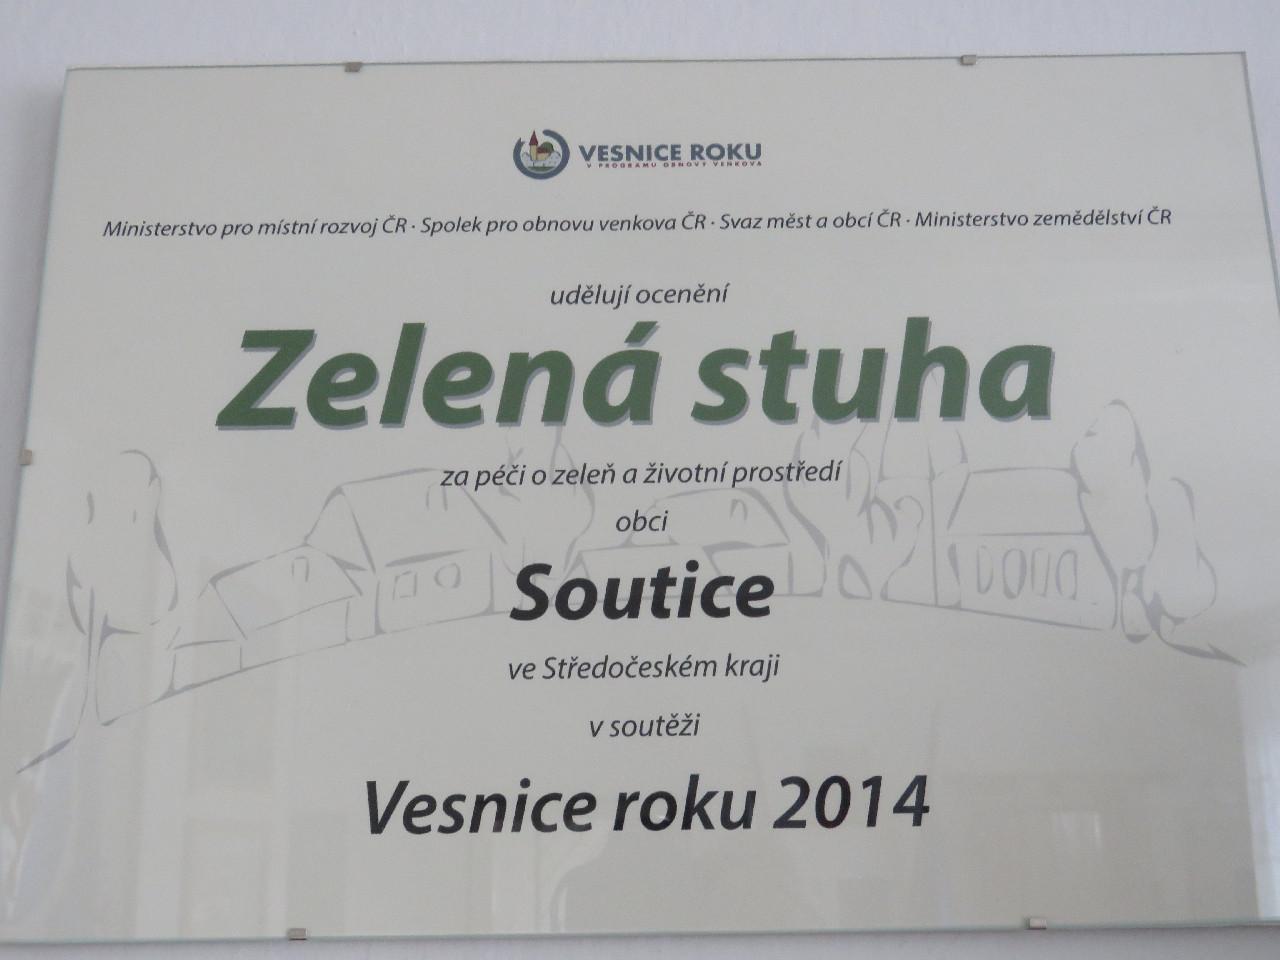 VESNICE ROKU
V PROGRAMU OBNOVY VENKOVA
Ministerstvo pro místní rozvoj ČR · Spolek pro obnovu venkova ČR · Svaz měst a obcí ČR · Ministerstvo zemědělství ČR
udělují ocenění
Zelená stuha
za péči o zeleň a životní prostředí
obci
Soutice
ve Středočeském kraji
v soutěži
Vesnice roku 2014